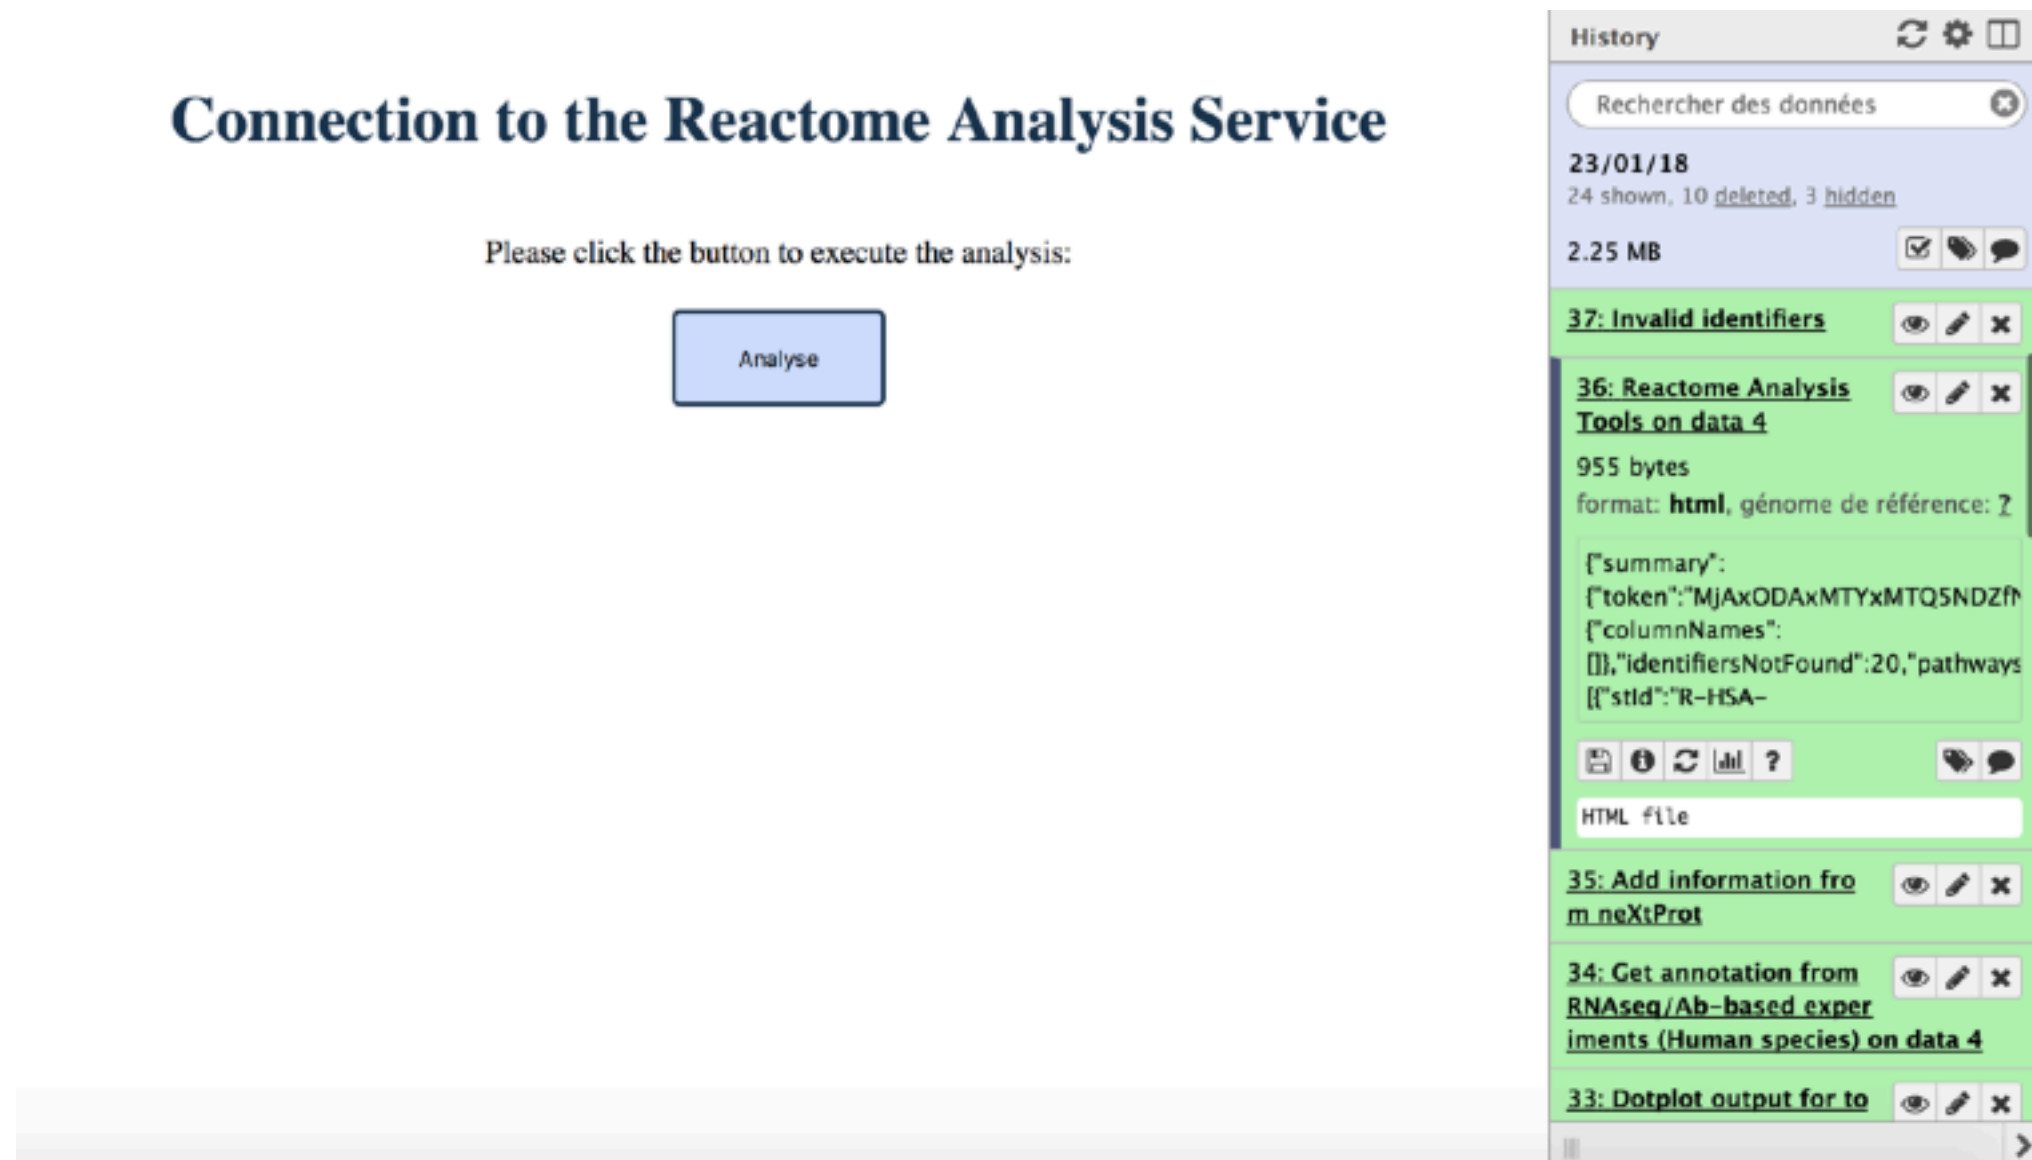 Connection to the Reactome Analysis Service
Please click the button to execute the analysis:
Analyse
History
Rechercher des données
23/01/18
24 shown, 10 deleted, 3 hidden
2.25 MB
37: Invalid identifiers
36: Reactome Analysis
Tools on data 4
955 bytes
format: html, génome de référence: ?
{"summary":
{"token":"MjAxODAxMTYxMTQ5NDZfN
{"columnNames":
[]},"identifiersNotFound":20,"pathways
[{"stId":"R-HSA-
?
HTML file
35: Add information fro
m neXtProt
34: Get annotation from
RNAseq/Ab-based exper
iments (Human species) on data 4
33: Dotplot output for to